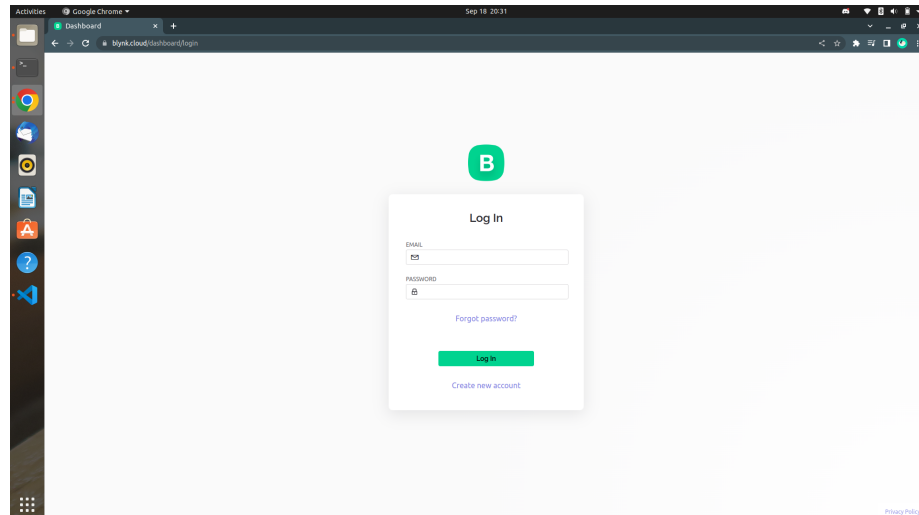 Activities Google Chrome Sep 18 20:31
Dashboard
blynk.cloud/dashboard/login
B
Log In
EMAIL
PASSWORD
Forgot password?
Log In
Create new account
Privacy Policy